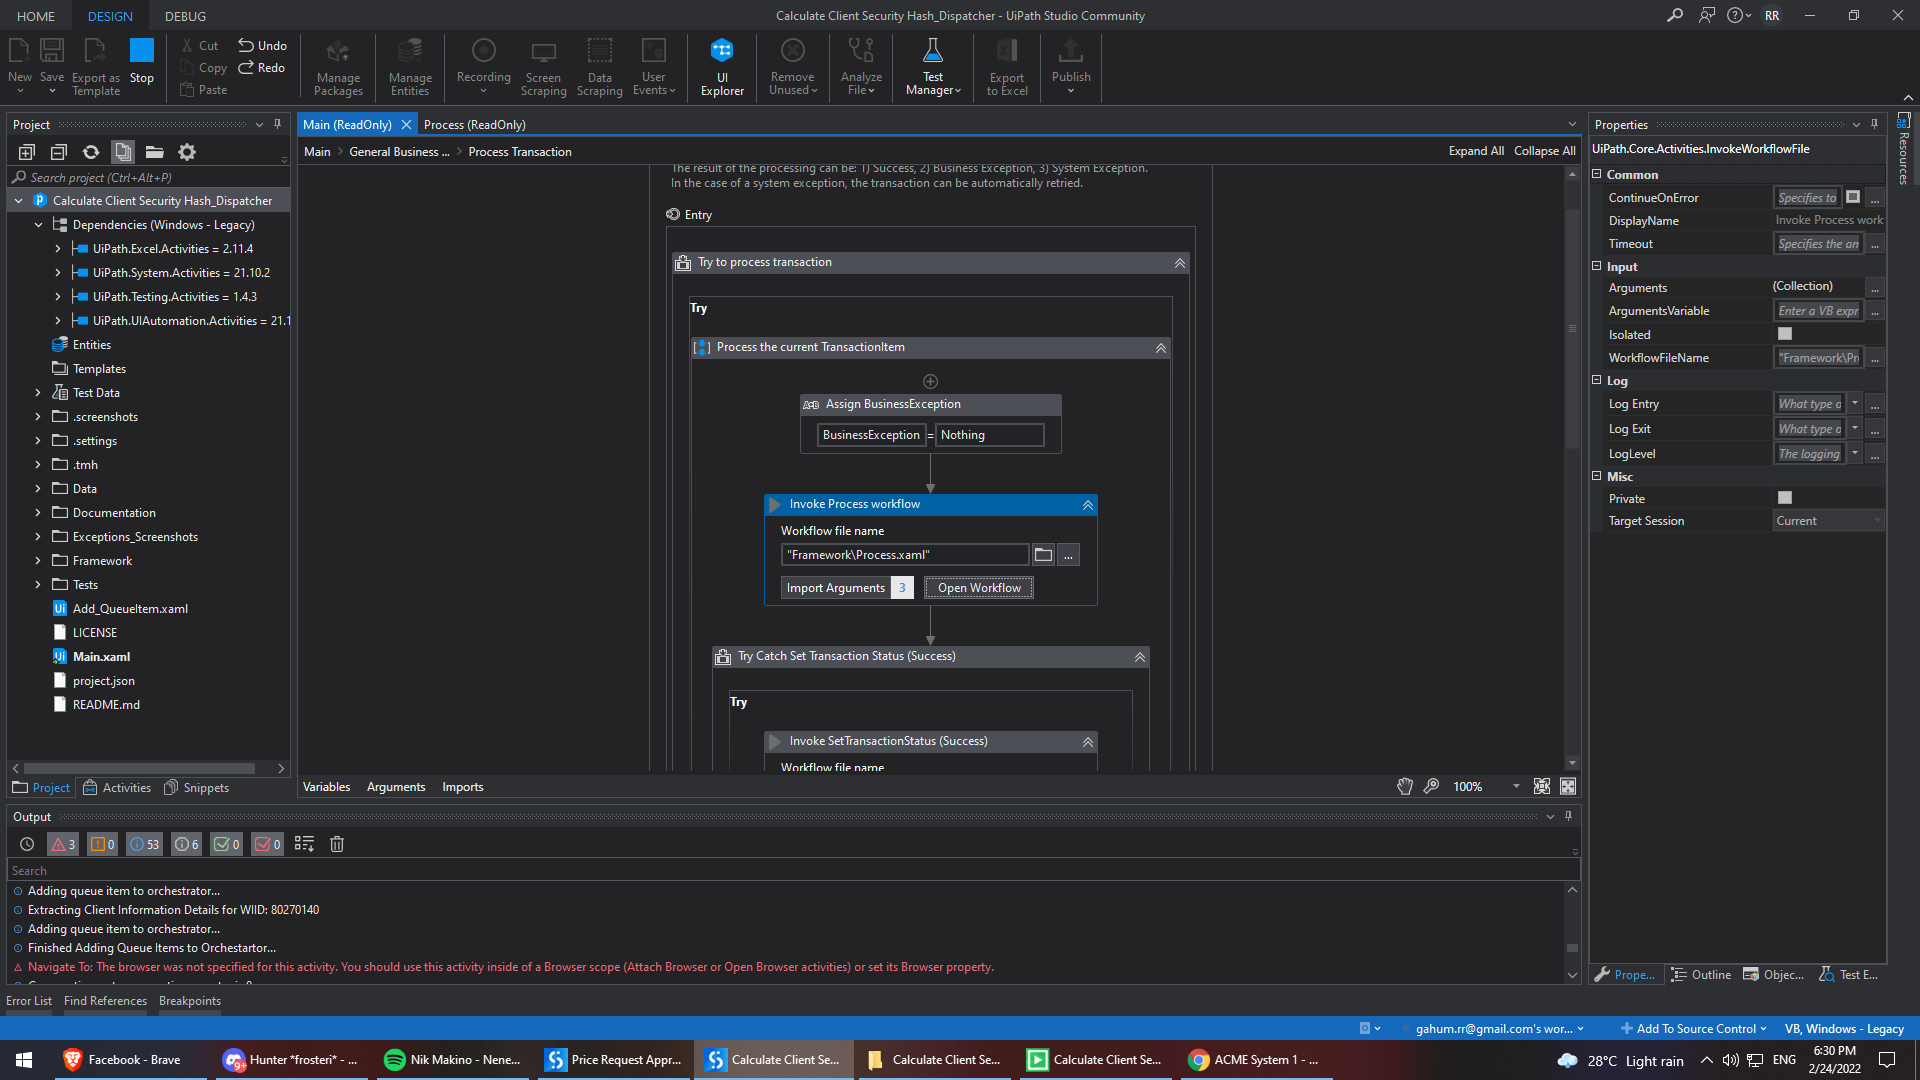 HOME
DESIGN
DEBUG
Calculate Client Security Hash_Dispatcher - UiPath Studio Community
RR
New
Save
Export as Template
Stop
Cut
Copy
Paste
Undo
Redo
Manage Packages
Manage Entities
Recording
Screen Scraping
Data Scraping
User Events
UI Explorer
Remove Unused
Analyze File
Test Manager
Export to Excel
Publish
Project
Search project (Ctrl+Alt+P)
Calculate Client Security Hash_Dispatcher
Dependencies (Windows - Legacy)
UiPath.Excel.Activities = 2.11.4
UiPath.System.Activities = 21.10.2
UiPath.Testing.Activities = 1.4.3
UiPath.UIAutomation.Activities = 21.1
Entities
Templates
Test Data
.screenshots
.settings
.tmh
Data
Documentation
Exceptions_Screenshots
Framework
Tests
Add_QueueItem.xaml
LICENSE
Main.xaml
project.json
README.md
Project
Activities
Snippets
Main (ReadOnly)
Process (ReadOnly)
Main
General Business ...
Process Transaction
Expand All
Collapse All
The result of the processing can be: 1) Success, 2) Business Exception, 3) System Exception.
In the case of a system exception, the transaction can be automatically retried.
Entry
Try to process transaction
Try
Process the current TransactionItem
Assign BusinessException
BusinessException = Nothing
Invoke Process workflow
Workflow file name
"Framework\Process.xaml"
...
Import Arguments 3
Open Workflow
Try Catch Set Transaction Status (Success)
Try
Invoke SetTransactionStatus (Success)
Workflow file name
Variables
Arguments
Imports
100%
Properties
UiPath.Core.Activities.InvokeWorkflowFile
Common
ContinueOnError Specifies to ...
DisplayName Invoke Process work
Timeout Specifies the an ...
Input
Arguments (Collection) ...
ArgumentsVariable Enter a VB expr ...
Isolated
WorkflowFileName "Framework\Pr ...
Log
Log Entry What type o ...
Log Exit What type o ...
LogLevel The logging ...
Misc
Private
Target Session Current
Resources
Prope...
Outline
Objec...
Test E...
Output
3
0
53
6
0
0
Search
Adding queue item to orchestrator...
Extracting Client Information Details for WIID: 80270140
Adding queue item to orchestrator...
Finished Adding Queue Items to Orchestartor...
Navigate To: The browser was not specified for this activity. You should use this activity inside of a Browser scope (Attach Browser or Open Browser activities) or set its Browser property.
Error List
Find References
Breakpoints
gahum.rr@gmail.com's wor...
Add To Source Control
VB, Windows - Legacy
Facebook - Brave
9+
Hunter *frosteri* - ...
Nik Makino - Nene...
Price Request Appr...
Calculate Client Se...
Calculate Client Se...
Calculate Client Se...
ACME System 1 - ...
28°C Light rain
ENG
6:30 PM
2/24/2022